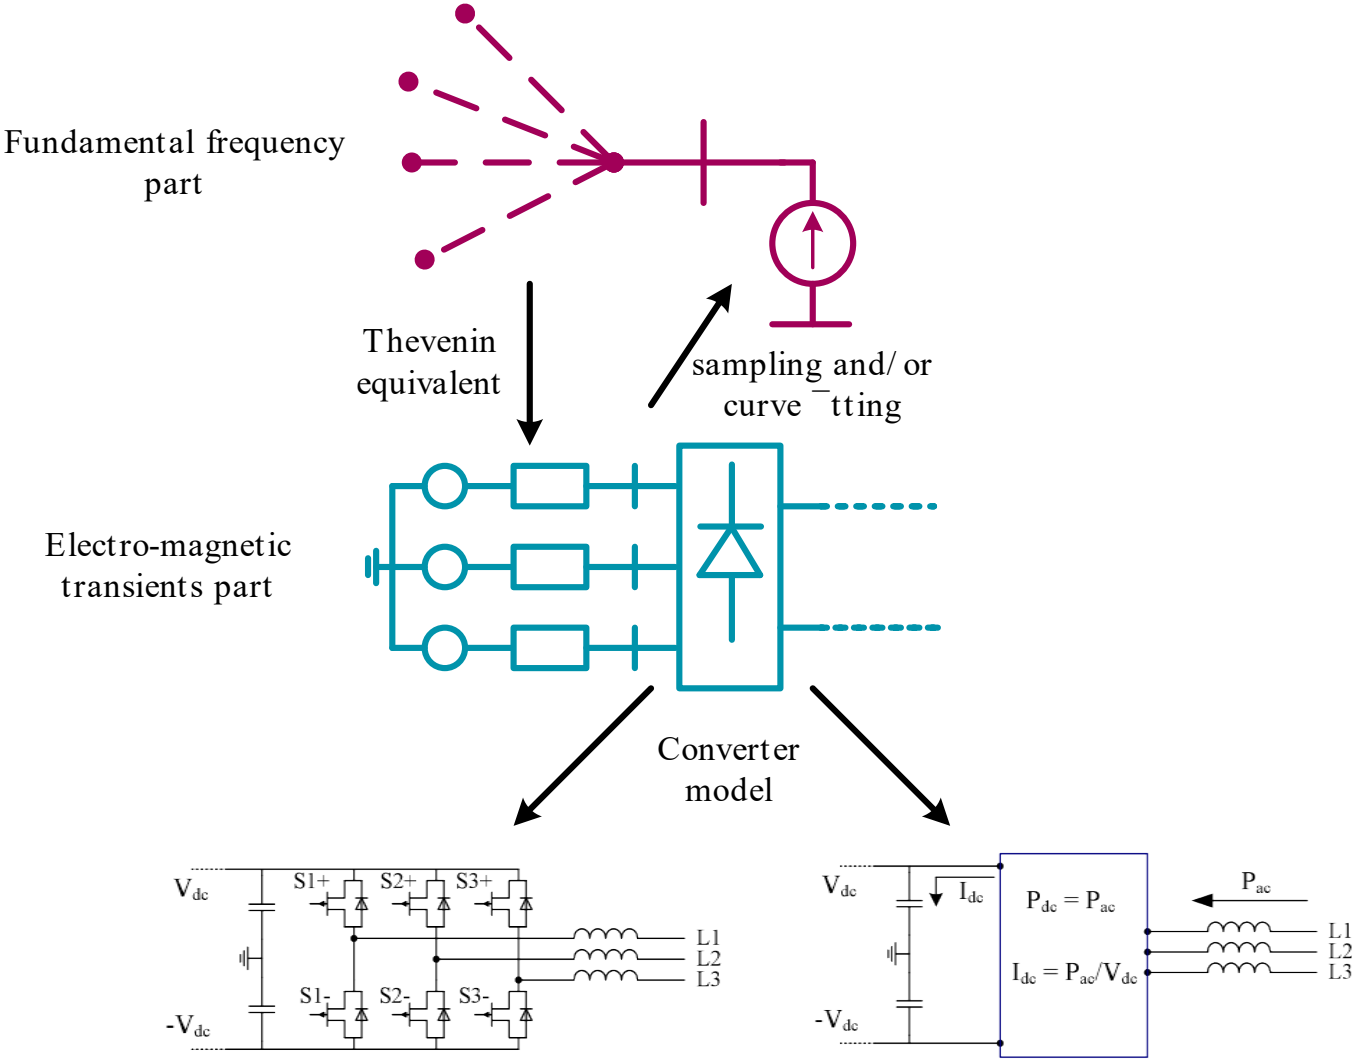 Fundamental frequency
part
Thevenin
equivalent
sampling and/or
curve ¯tting
Electro-magnetic
transients part
Converter
model
Vdc
S1+
S2+
S3+
L1
L2
L3
S1-
S2-
S3-
-Vdc
Vdc
Idc
Pdc = Pac
Pac
L1
L2
L3
Idc = Pac/Vdc
-Vdc